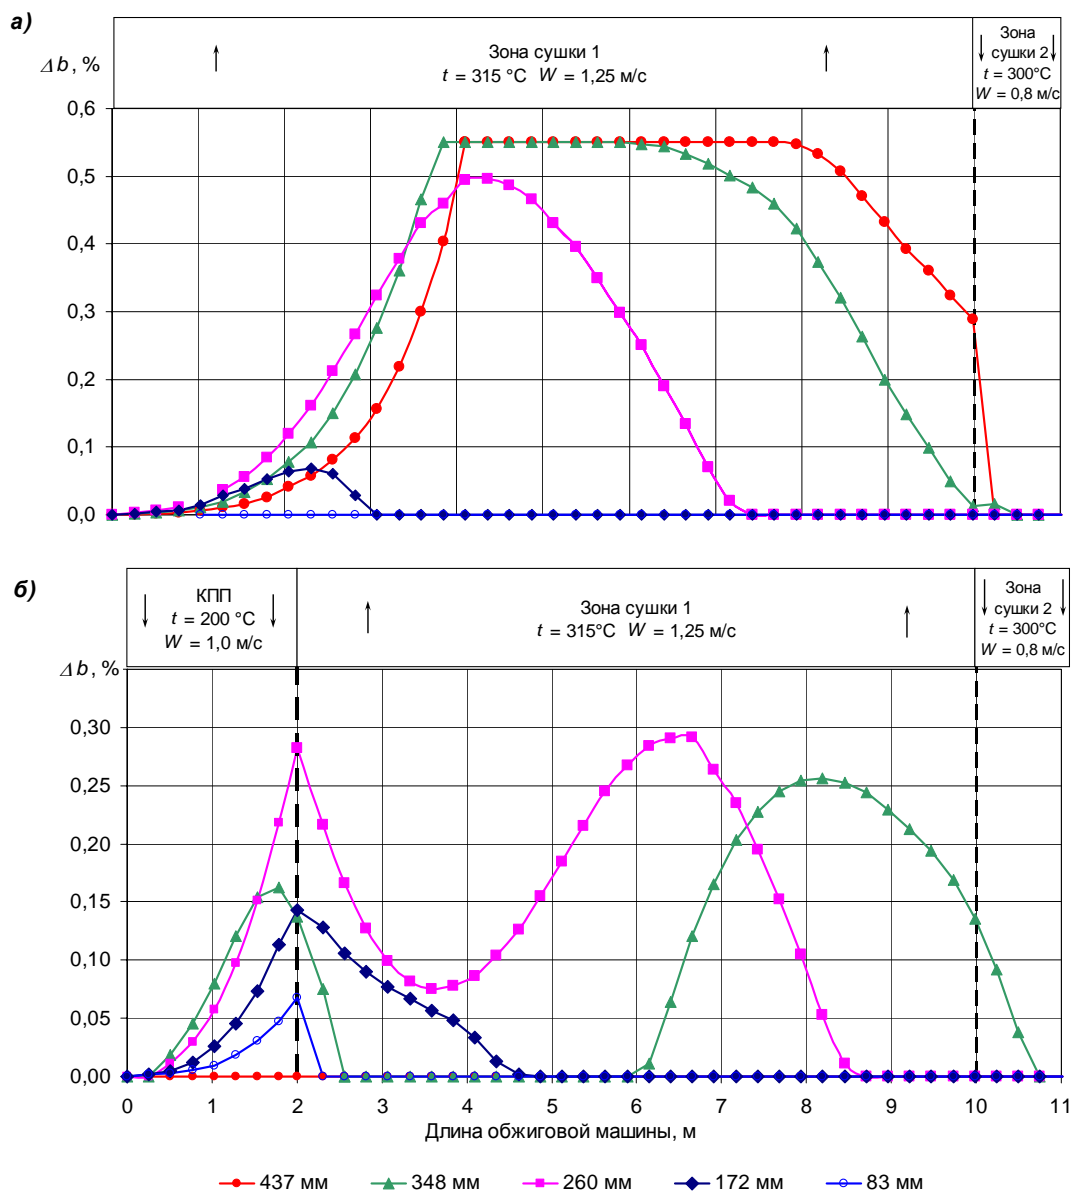 а)
Зона сушки 1
t = 315 °C W = 1,25 м/с
Зона
сушки 2
t = 300°C
W = 0,8 м/с
Δb, %
0,6
0,5
0,4
0,3
0,2
0,1
0,0
б)
КПП
t = 200 °C
W = 1,0 м/с
Зона сушки 1
t = 315°C W = 1,25 м/с
Зона
сушки 2
t = 300°C
W = 0,8 м/с
Δb, %
0,30
0,25
0,20
0,15
0,10
0,05
0,00
0 1 2 3 4 5 6 7 8 9 10 11
Длина обжиговой машины, м
437 мм 348 мм 260 мм 172 мм 83 мм